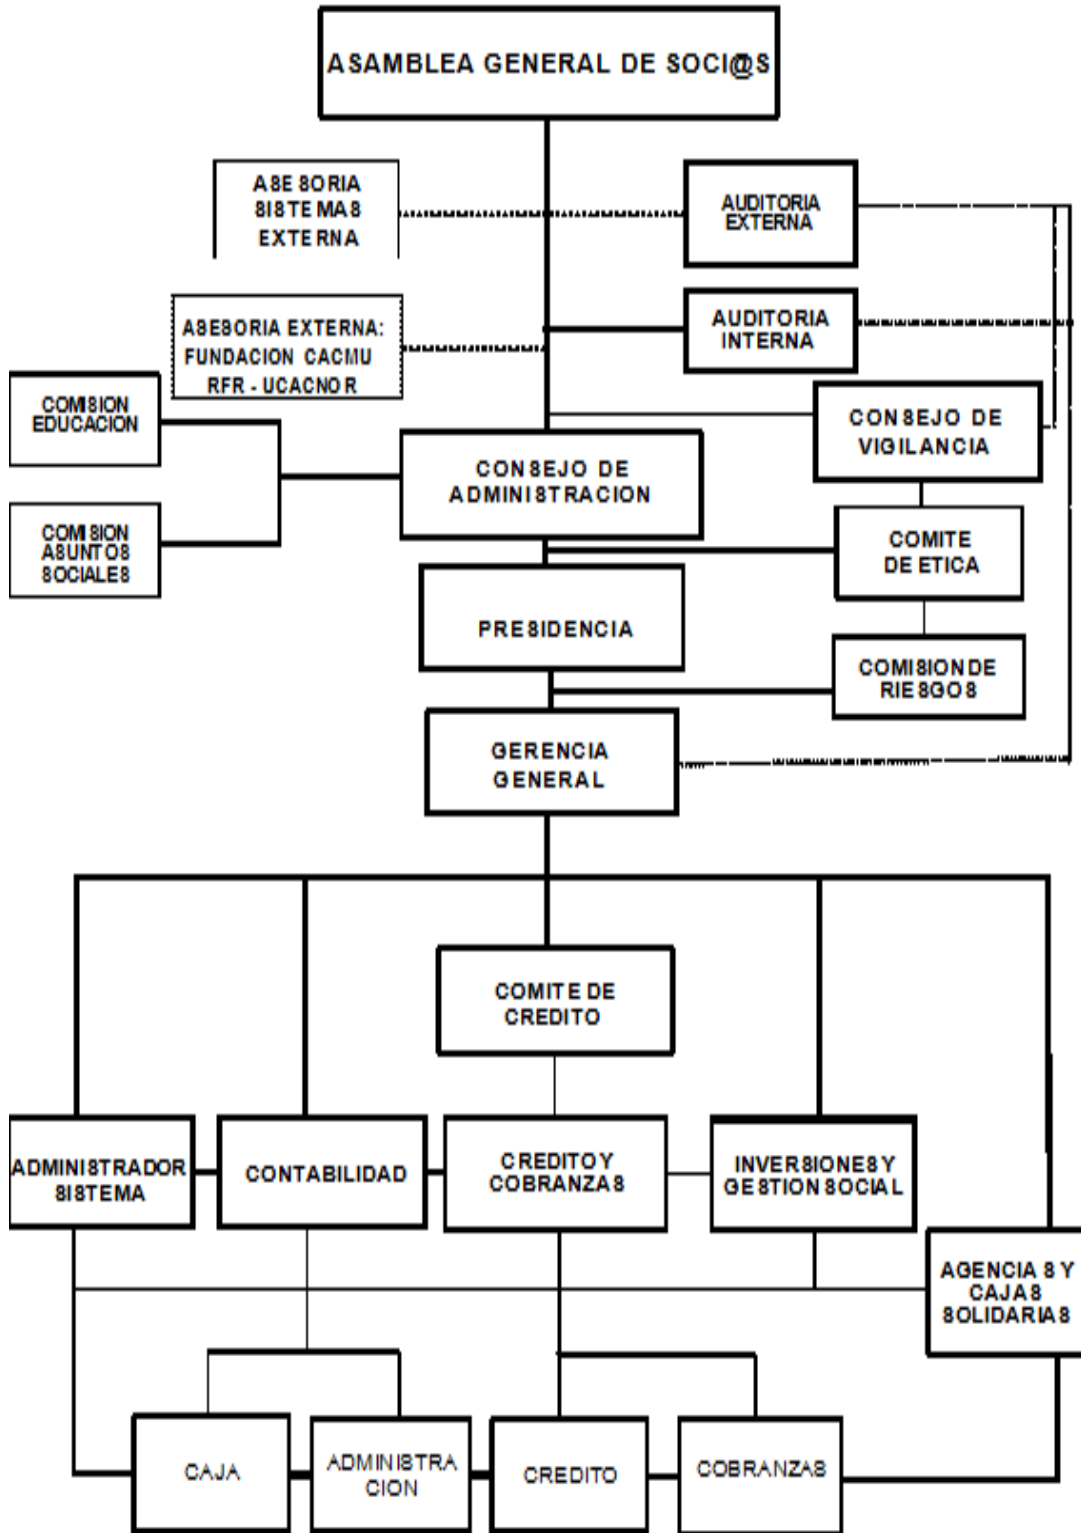 ASAMBLEA GENERAL DE SOCI@S
ASESORIA
SISTEMAS
EXTERNA
AUDITORIA
EXTERNA
ASESORIA EXTERNA:
FUNDACION CACMU
RFR - UCACNOR
AUDITORIA
INTERNA
COMISION
EDUCACION
CONSEJO DE
VIGILANCIA
CONSEJO DE
ADMINISTRACION
COMISION
ASUNTOS
SOCIALES
COMITE
DE ETICA
PRESIDENCIA
COMISION DE
RIESGOS
GERENCIA
GENERAL
COMITE DE
CREDITO
ADMINISTRADOR
SISTEMA
CONTABILIDAD
CREDITO Y
COBRANZAS
INVERSIONES Y
GESTION SOCIAL
AGENCIAS Y
CAJAS
SOLIDARIAS
CAJA
ADMINISTRA
CION
CREDITO
COBRANZAS